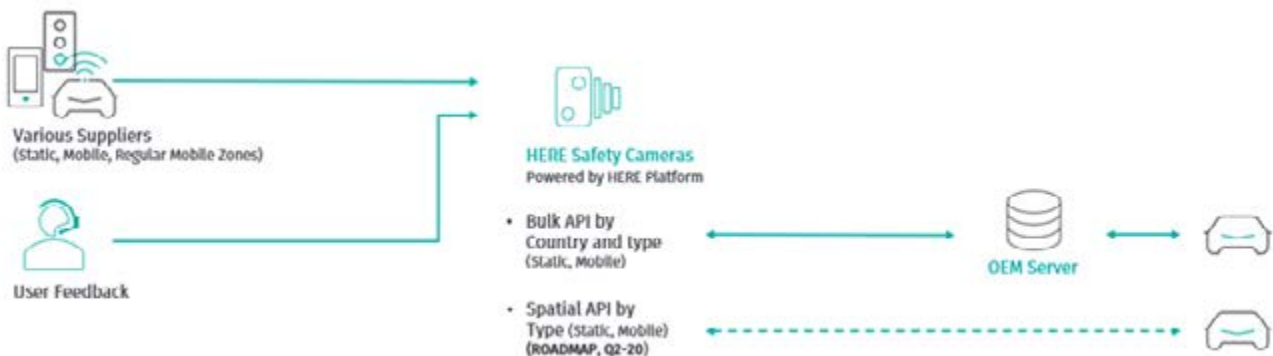 Various Suppliers
(Static, Mobile, Regular Mobile Zones)
User Feedback
HERE Safety Cameras
Powered by HERE Platform
• Bulk API by
Country and type
(Static, Mobile)
OEM Server
• Spatial API by
Type (Static, Mobile)
(ROADMAP, Q2-20)